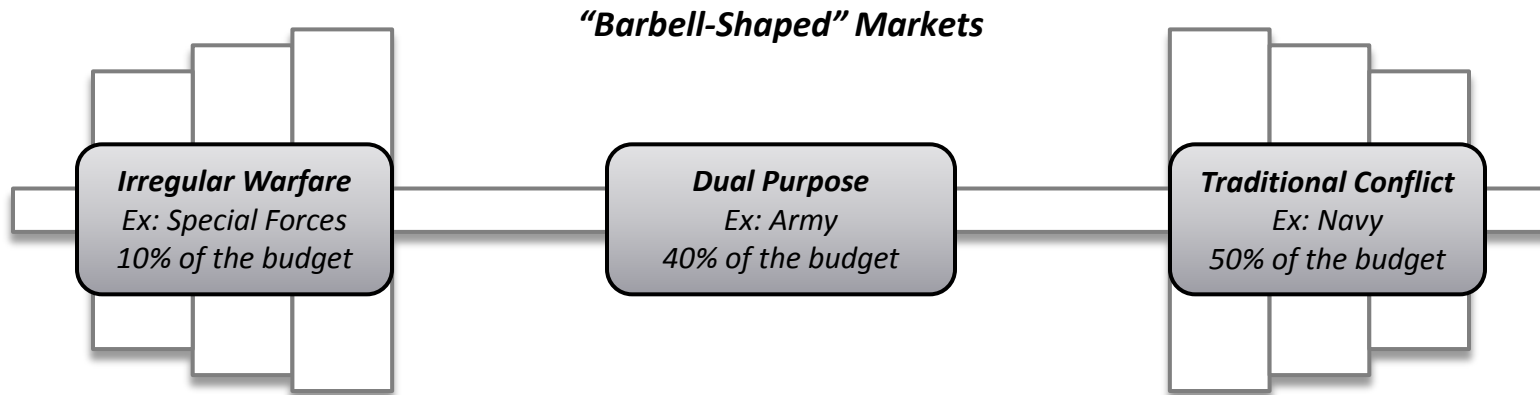 “Barbell-Shaped” Markets
Irregular Warfare
Ex: Special Forces
10% of the budget
Dual Purpose
Ex: Army
40% of the budget
Traditional Conflict
Ex: Navy
50% of the budget